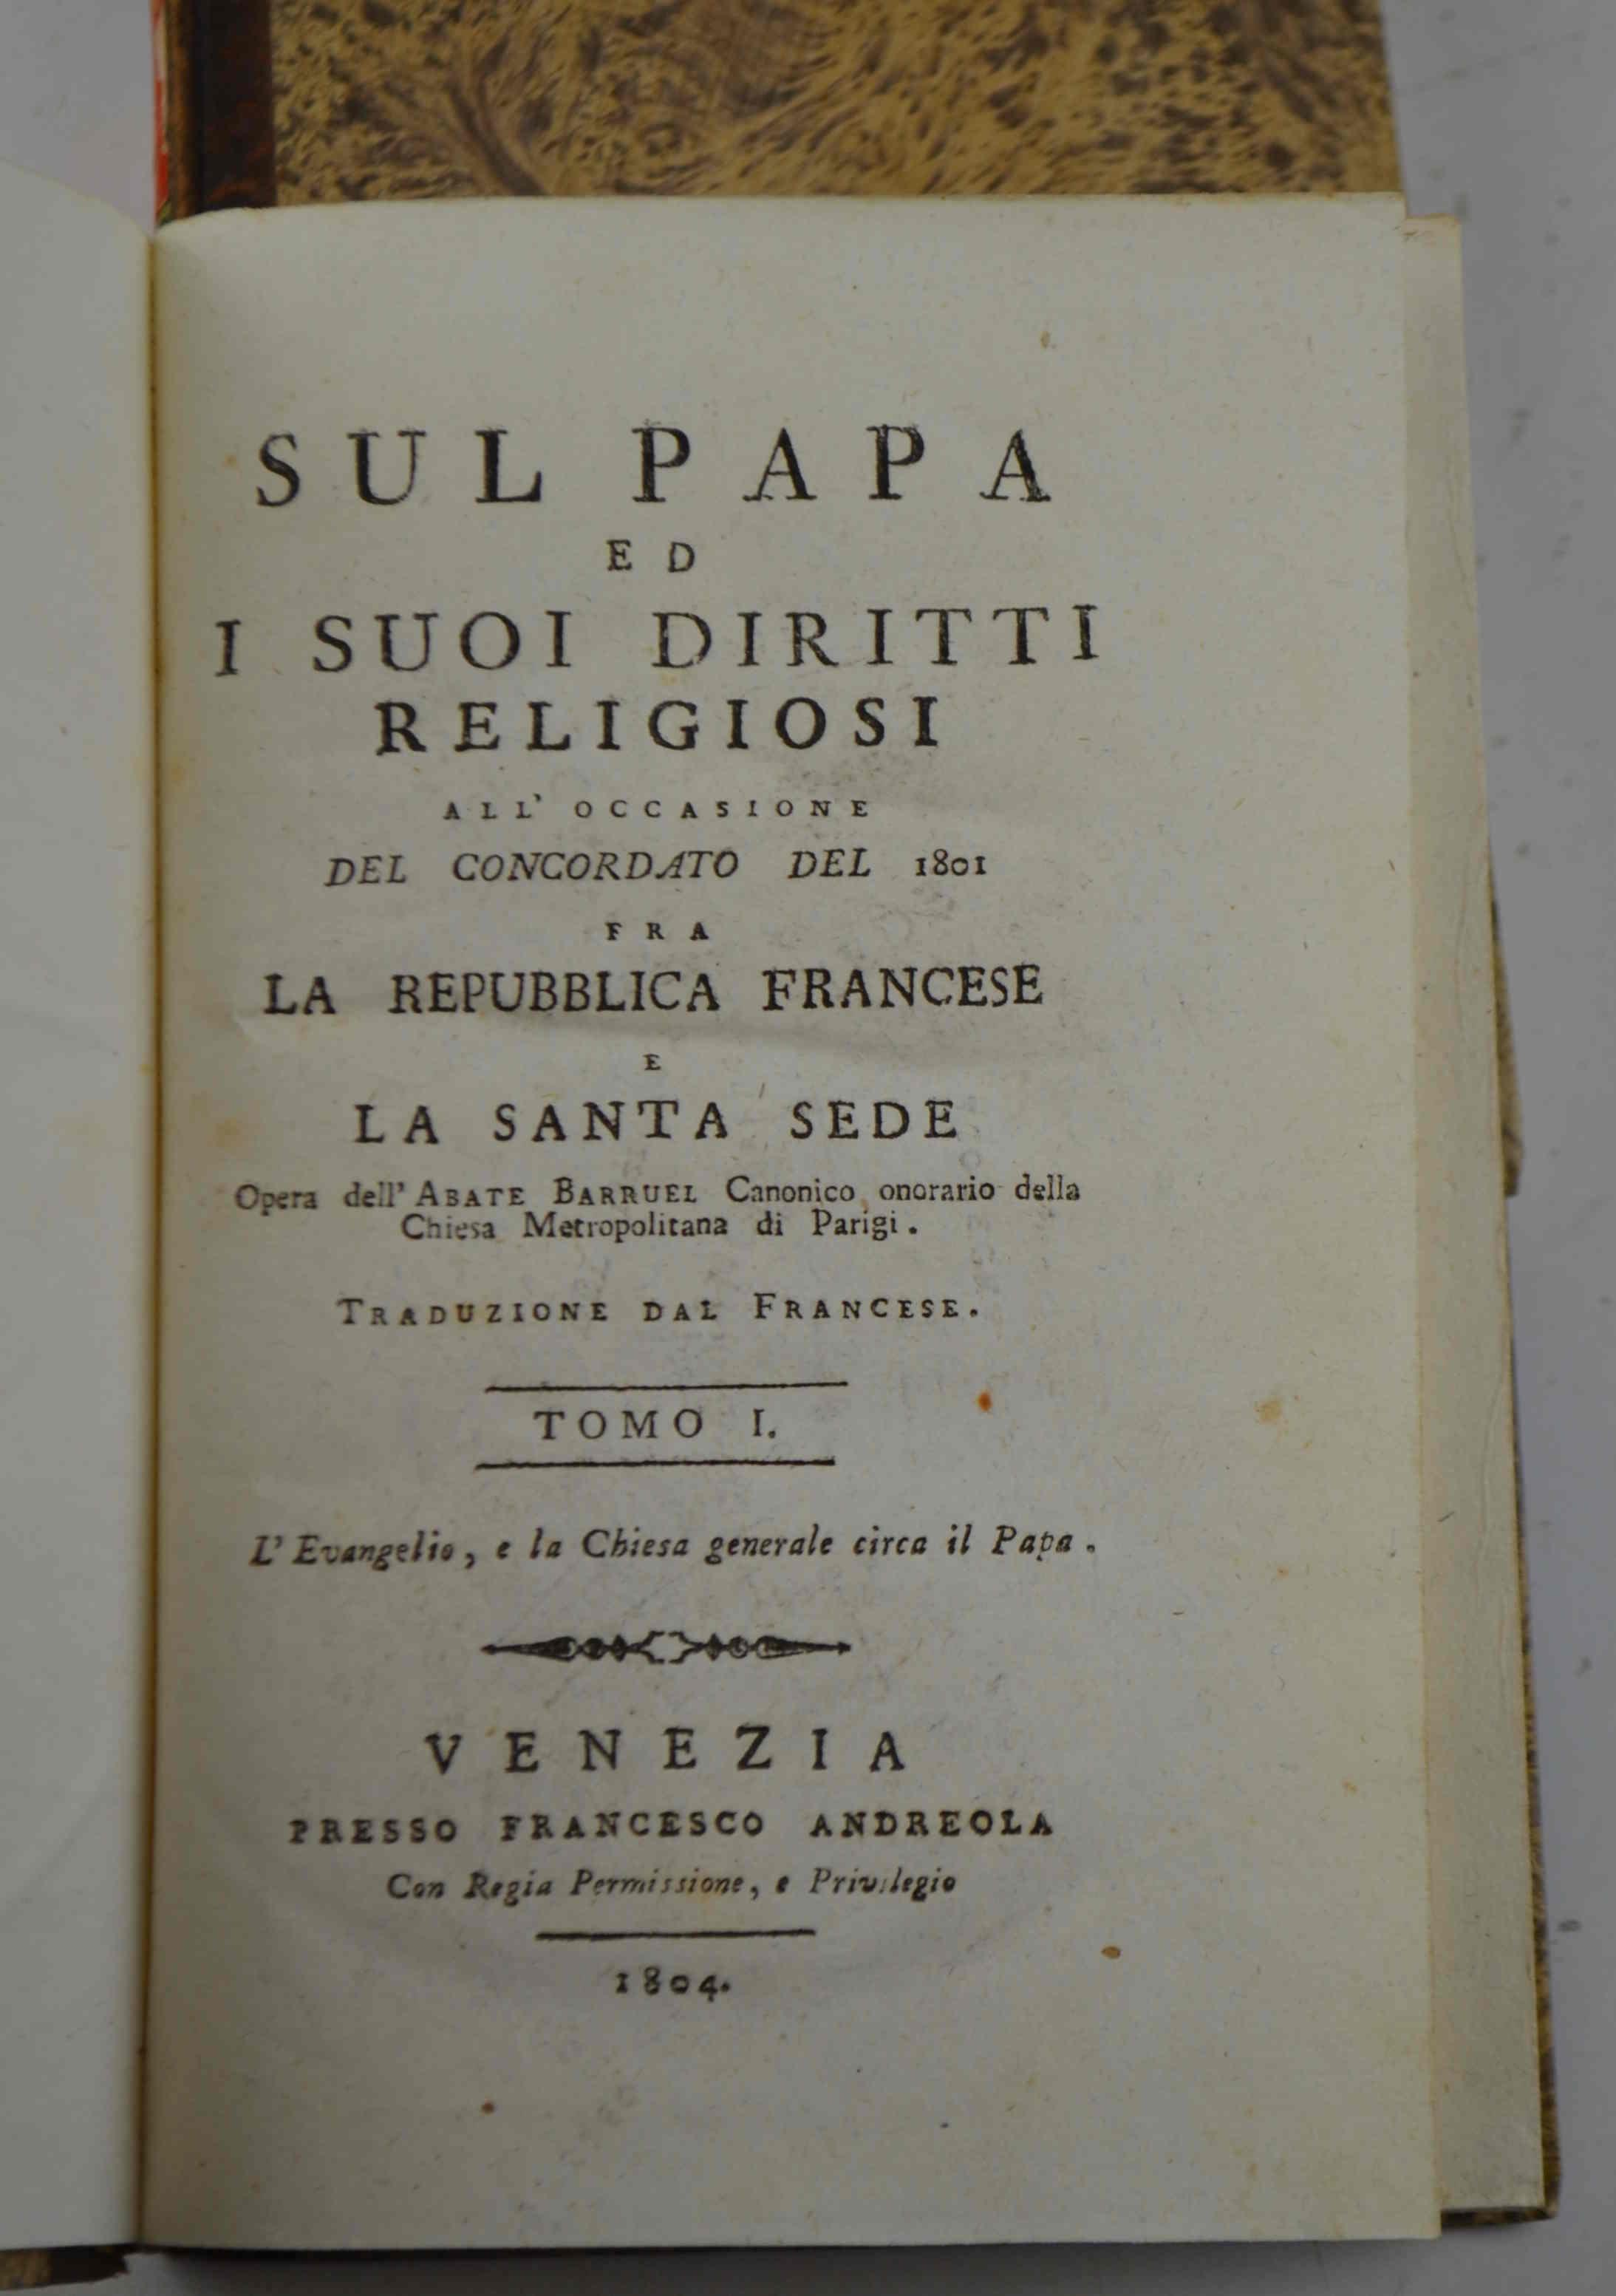 SUL PAPA
ED
I SUOI DIRITTI
RELIGIOSI
ALL' OCCASIONE
DEL CONCORDATO DEL 1801
FRA
LA REPUBBLICA FRANCESE
E
LA SANTA SEDE
Opera dell' ABATE BARRUEL Canonico onorario della
Chiesa Metropolitana di Parigi.
TRADUZIONE DAL FRANCESE.
TOMO I.
L' Evangelio, e la Chiesa generale circa il Papa.
VENEZIA
PRESSO FRANCESCO ANDREOLA
Con Regia Permissione, e Privilegio
1804.